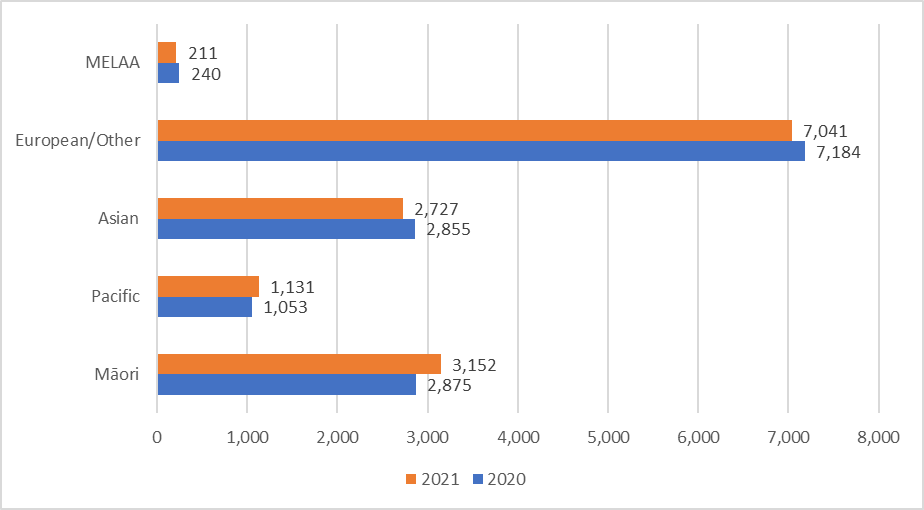 MELAA
211
240
European/Other
7,041
7,184
Asian
2,727
2,855
Pacific
1,131
1,053
Māori
3,152
2,875
0 1,000 2,000 3,000 4,000 5,000 6,000 7,000 8,000
2021 2020